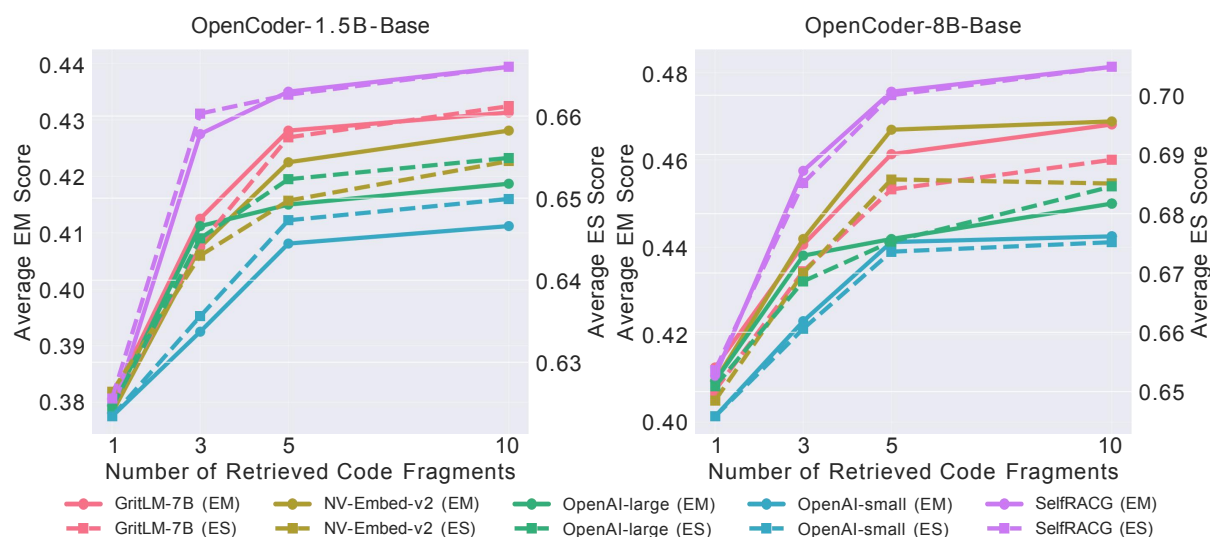 OpenCoder-1.5B-Base
OpenCoder-8B-Base
Average EM Score
0.44
0.43
0.42
0.41
0.40
0.39
0.38
0.66
0.65
0.64
0.63
Average ES Score
1
3
5
10
Number of Retrieved Code Fragments
Average EM Score
0.48
0.46
0.44
0.42
0.40
0.70
0.69
0.68
0.67
0.66
0.65
Average ES Score
1
3
5
10
Number of Retrieved Code Fragments
GritLM-7B (EM)
GritLM-7B (ES)
NV-Embed-v2 (EM)
NV-Embed-v2 (ES)
OpenAI-large (EM)
OpenAI-large (ES)
OpenAI-small (EM)
OpenAI-small (ES)
SelfRACG (EM)
SelfRACG (ES)